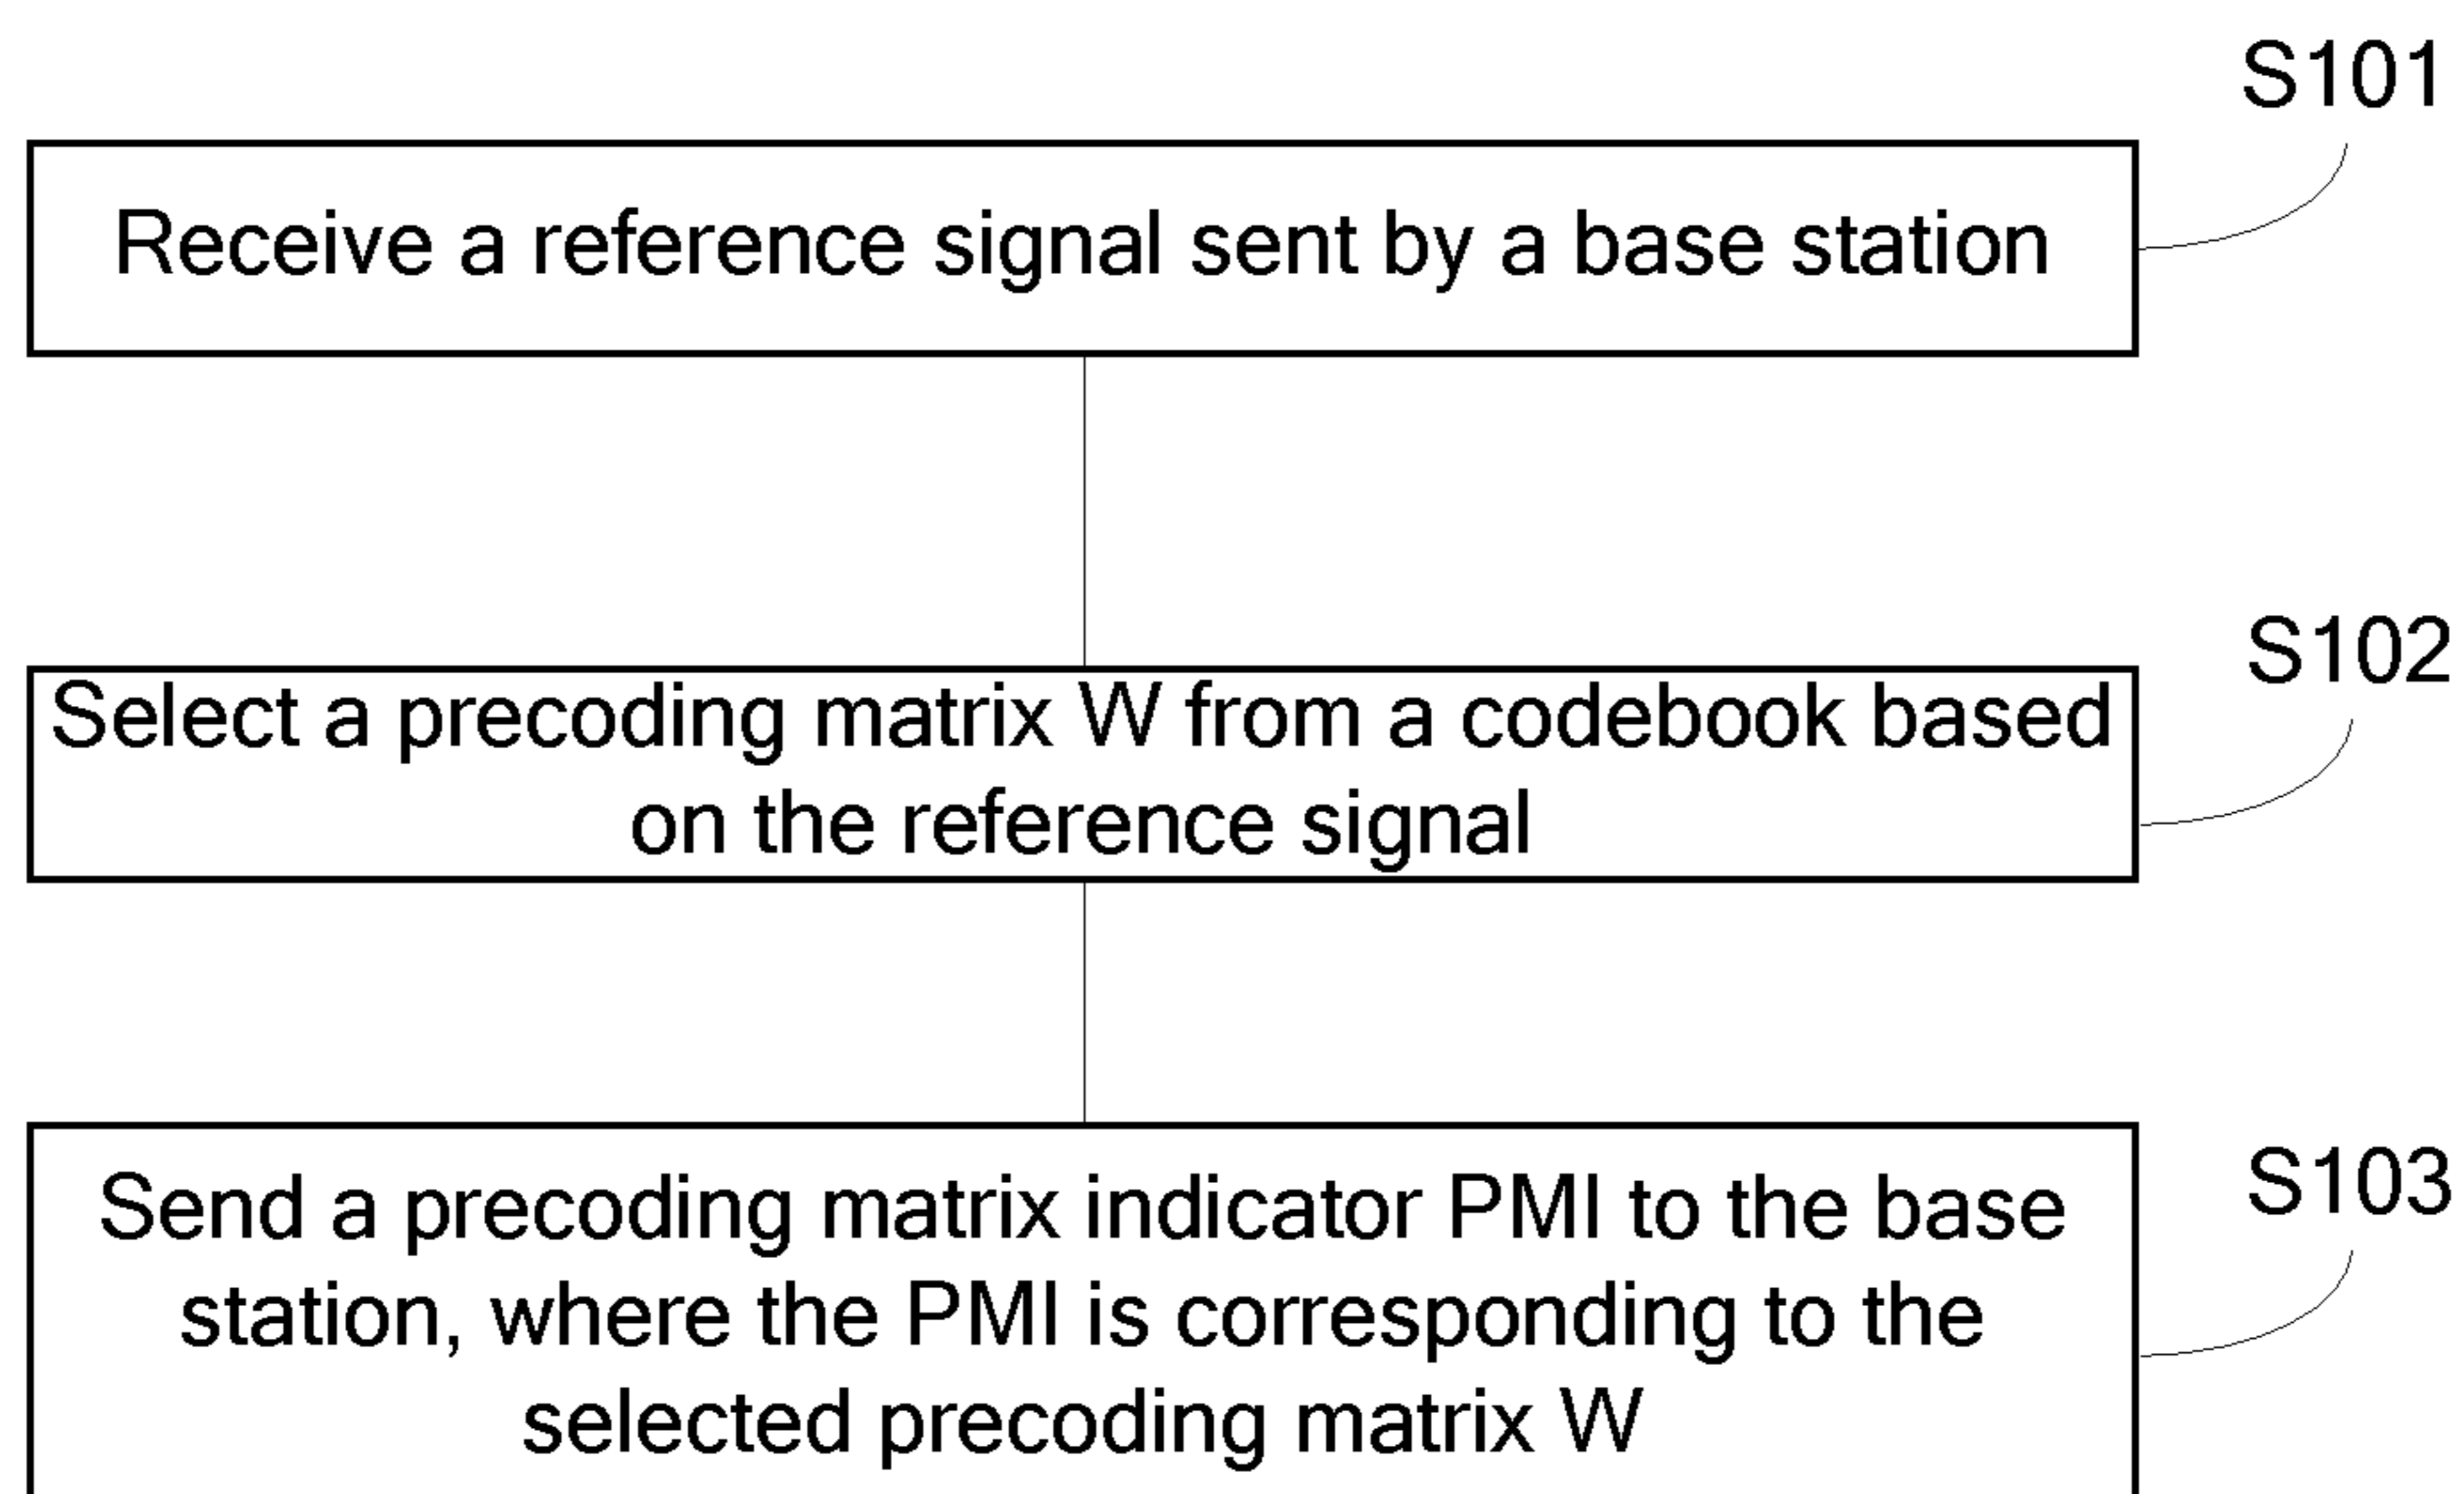 S101
Receive a reference signal sent by a base station
S102
Select a precoding matrix W from a codebook based
on the reference signal
S103
Send a precoding matrix indicator PMI to the base
station, where the PMI is corresponding to the
selected precoding matrix W